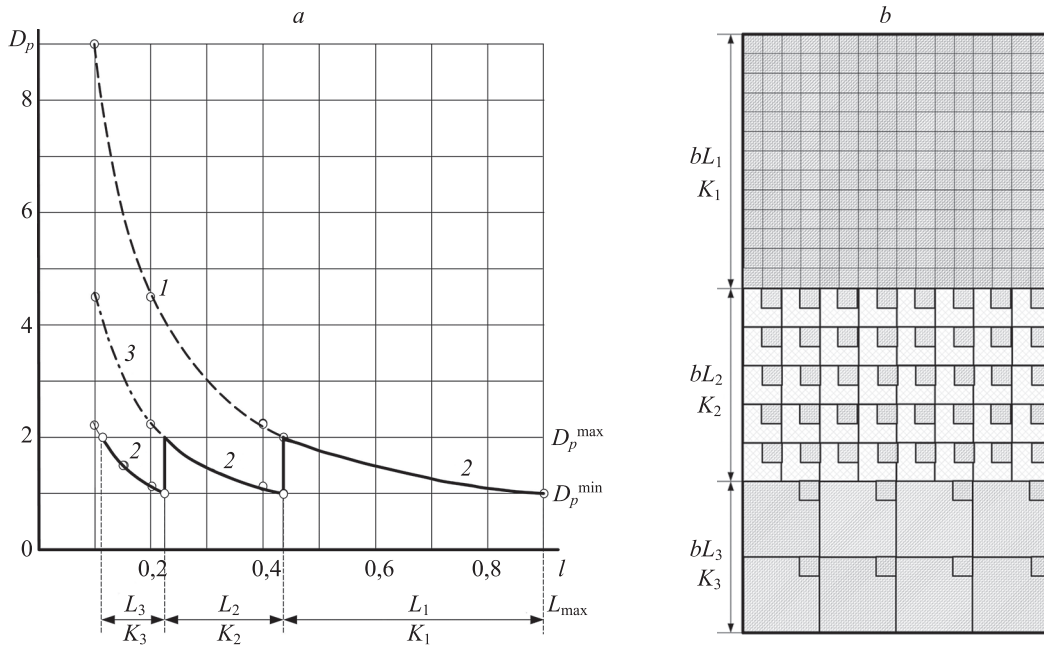 a
D_p
8
6
4
2
0
1
3
2
2
2
D_p^max
D_p^min
0,2
0,4
0,6
0,8
l
L_3
K_3
L_2
K_2
L_1
K_1
L_max
b
bL_1
K_1
bL_2
K_2
bL_3
K_3